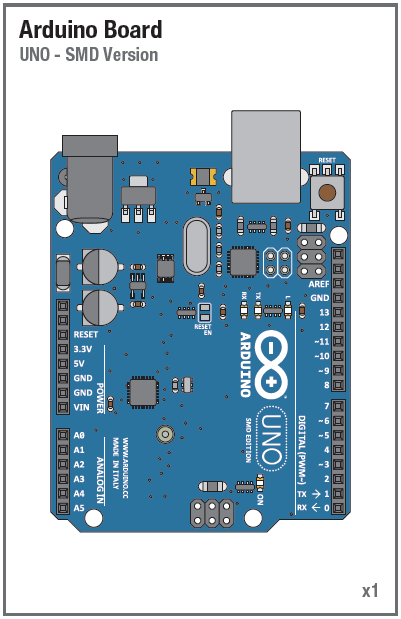 Arduino Board
UNO - SMD Version
RESET
AREF
GND
13
12
~11
~10
~9
8
7
~6
~5
4
~3
2
TX → 1
RX ← 0
DIGITAL (PWM~)
RX
TX
L
RESET
EN
ARDUINO
UNO
SMD EDITION
ON
RESET
3.3V
5V
GND
GND
VIN
POWER
A0
A1
A2
A3
A4
A5
ANALOG IN
WWW.ARDUINO.CC
MADE IN ITALY
x1